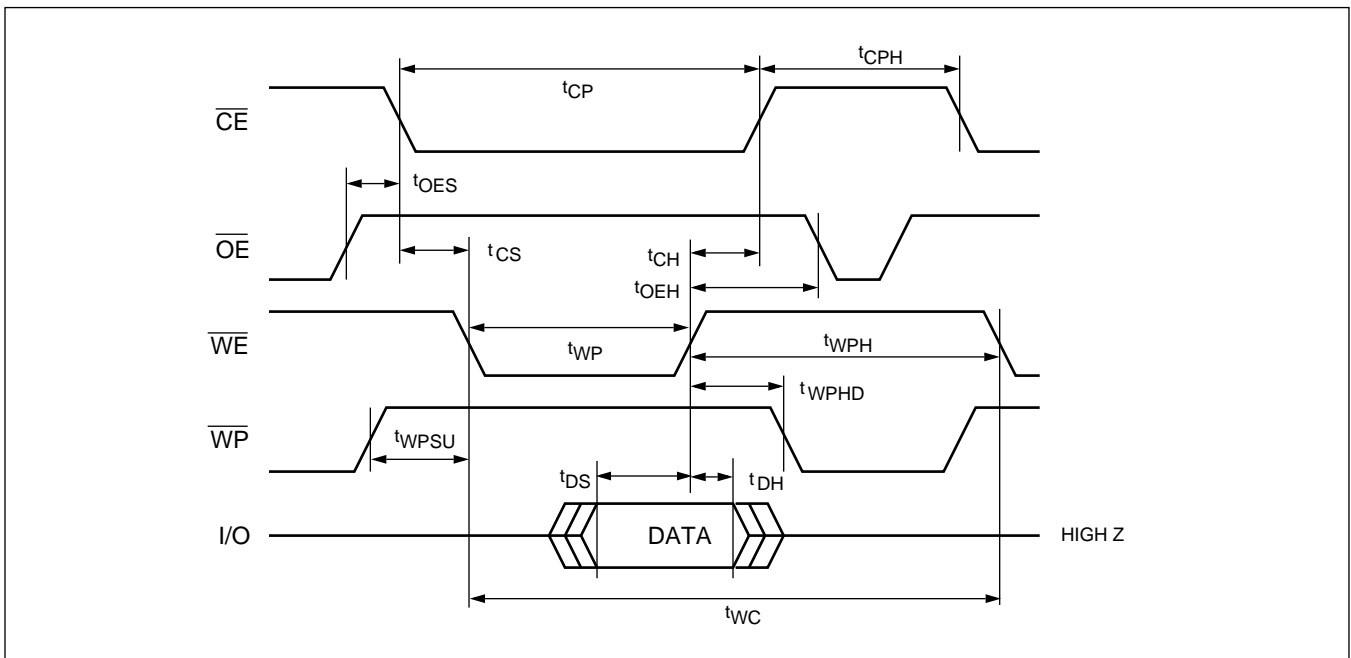 tCPH
tCP
CE
tOES
OE
tCS
tCH
tOEH
WE
tWP
tWPH
tWPHD
WP
tWPSU
tDS
tDH
I/O
DATA
HIGH Z
tWC